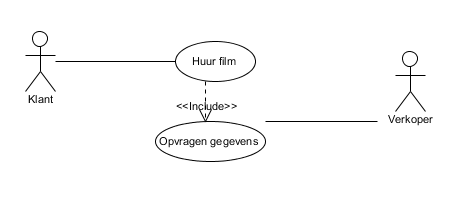 Huur film
Klant
<<Include>>
Verkoper
Opvragen gegevens